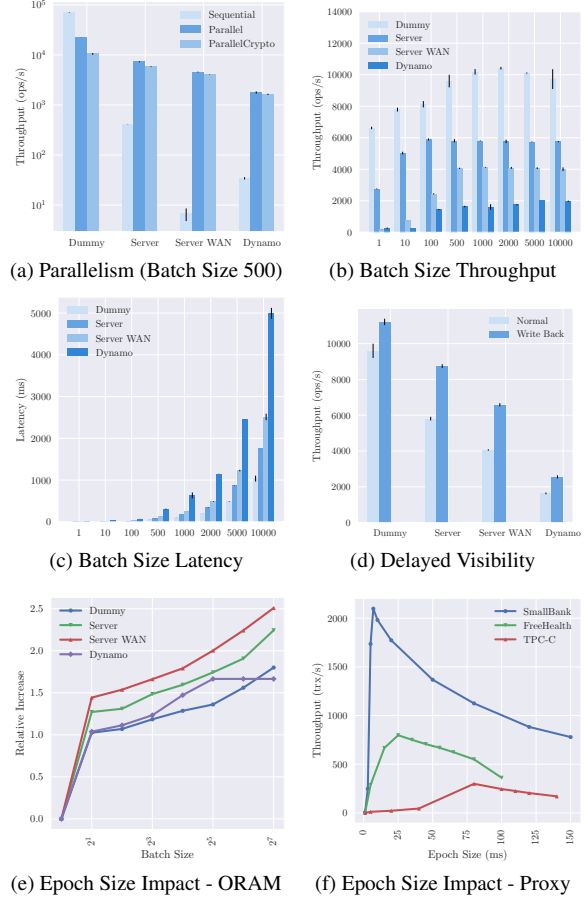 10^5
10^4
10^3
10^2
10^1
Throughput (ops/s)
Sequential
Parallel
ParallelCrypto
Dummy Server Server WAN Dynamo
(a) Parallelism (Batch Size 500)
14000
12000
10000
8000
6000
4000
2000
0
Throughput (ops/s)
Dummy
Server
Server WAN
Dynamo
1 10 100 500 1000 2000 5000 10000
(b) Batch Size Throughput
5000
4000
3000
2000
1000
0
Latency (ms)
Dummy
Server
Server WAN
Dynamo
1 10 100 500 1000 2000 5000 10000
(c) Batch Size Latency
10000
8000
6000
4000
2000
0
Throughput (ops/s)
Normal
Write Back
Dummy Server Server WAN Dynamo
(d) Delayed Visibility
2.5
2.0
1.5
1.0
0.5
0.0
Relative Increase
Dummy
Server
Server WAN
Dynamo
2^1 2^3 2^5 2^7
Batch Size
(e) Epoch Size Impact - ORAM
2000
1500
1000
500
0
Throughput (trx/s)
SmallBank
FreeHealth
TPC-C
0 25 50 75 100 120 140
Epoch Size (ms)
(f) Epoch Size Impact - Proxy